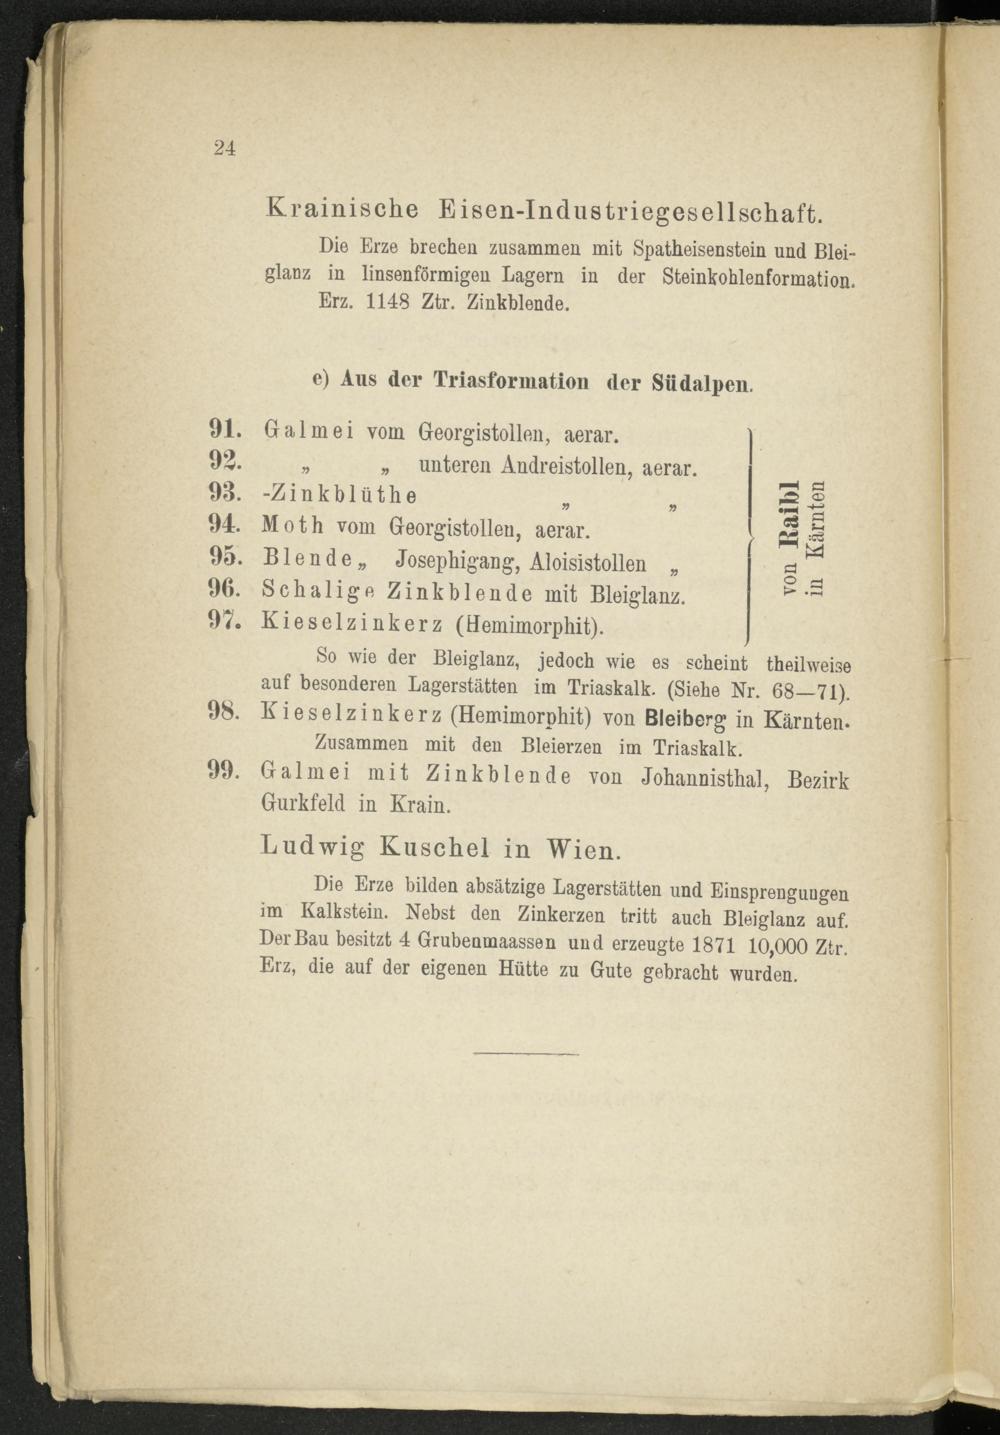 24
Krainische Eisen-Industriegesellschaft.
Die Erze brechen zusammen mit Spatheisenstein und Blei-
glanz in linsenförmigen Lagern in der Steinkohlenformation.
Erz. 1148 Ztr. Zinkblende.
e) Aus der Triasformation der Südalpen.
91. Galmei vom Georgistollen, aerar.
92. „ „ unteren Andreistollen, aerar.
93. -Zinkblüthe „ „
94. Moth vom Georgistollen, aerar.
95. Blende „ Josephigang, Aloisistollen „
96. Schalige Zinkblende mit Bleiglanz.
97. Kieselzinkerz (Hemimorphit).
von Raibl
in Kärnten
So wie der Bleiglanz, jedoch wie es scheint theilweise
auf besonderen Lagerstätten im Triaskalk. (Siehe Nr. 68—71).
98. Kieselzinkerz (Hemimorphit) von Bleiberg in Kärnten.
Zusammen mit den Bleierzen im Triaskalk.
99. Galmei mit Zinkblende von Johannisthal, Bezirk
Gurkfeld in Krain.
Ludwig Kuschel in Wien.
Die Erze bilden absätzige Lagerstätten und Einsprengungen
im Kalkstein. Nebst den Zinkerzen tritt auch Bleiglanz auf.
Der Bau besitzt 4 Grubenmaassen und erzeugte 1871 10,000 Ztr.
Erz, die auf der eigenen Hütte zu Gute gebracht wurden.